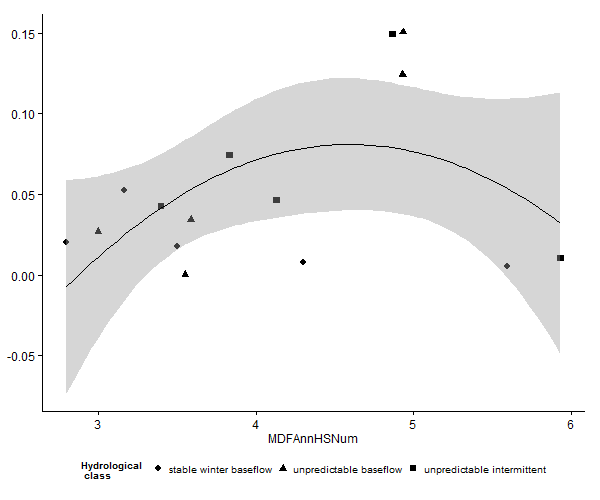 0.15
0.10
0.05
0.00
-0.05
3 4 5 6
MDFAnnHSNum
Hydrological
class
stable winter baseflow unpredictable baseflow unpredictable intermittent